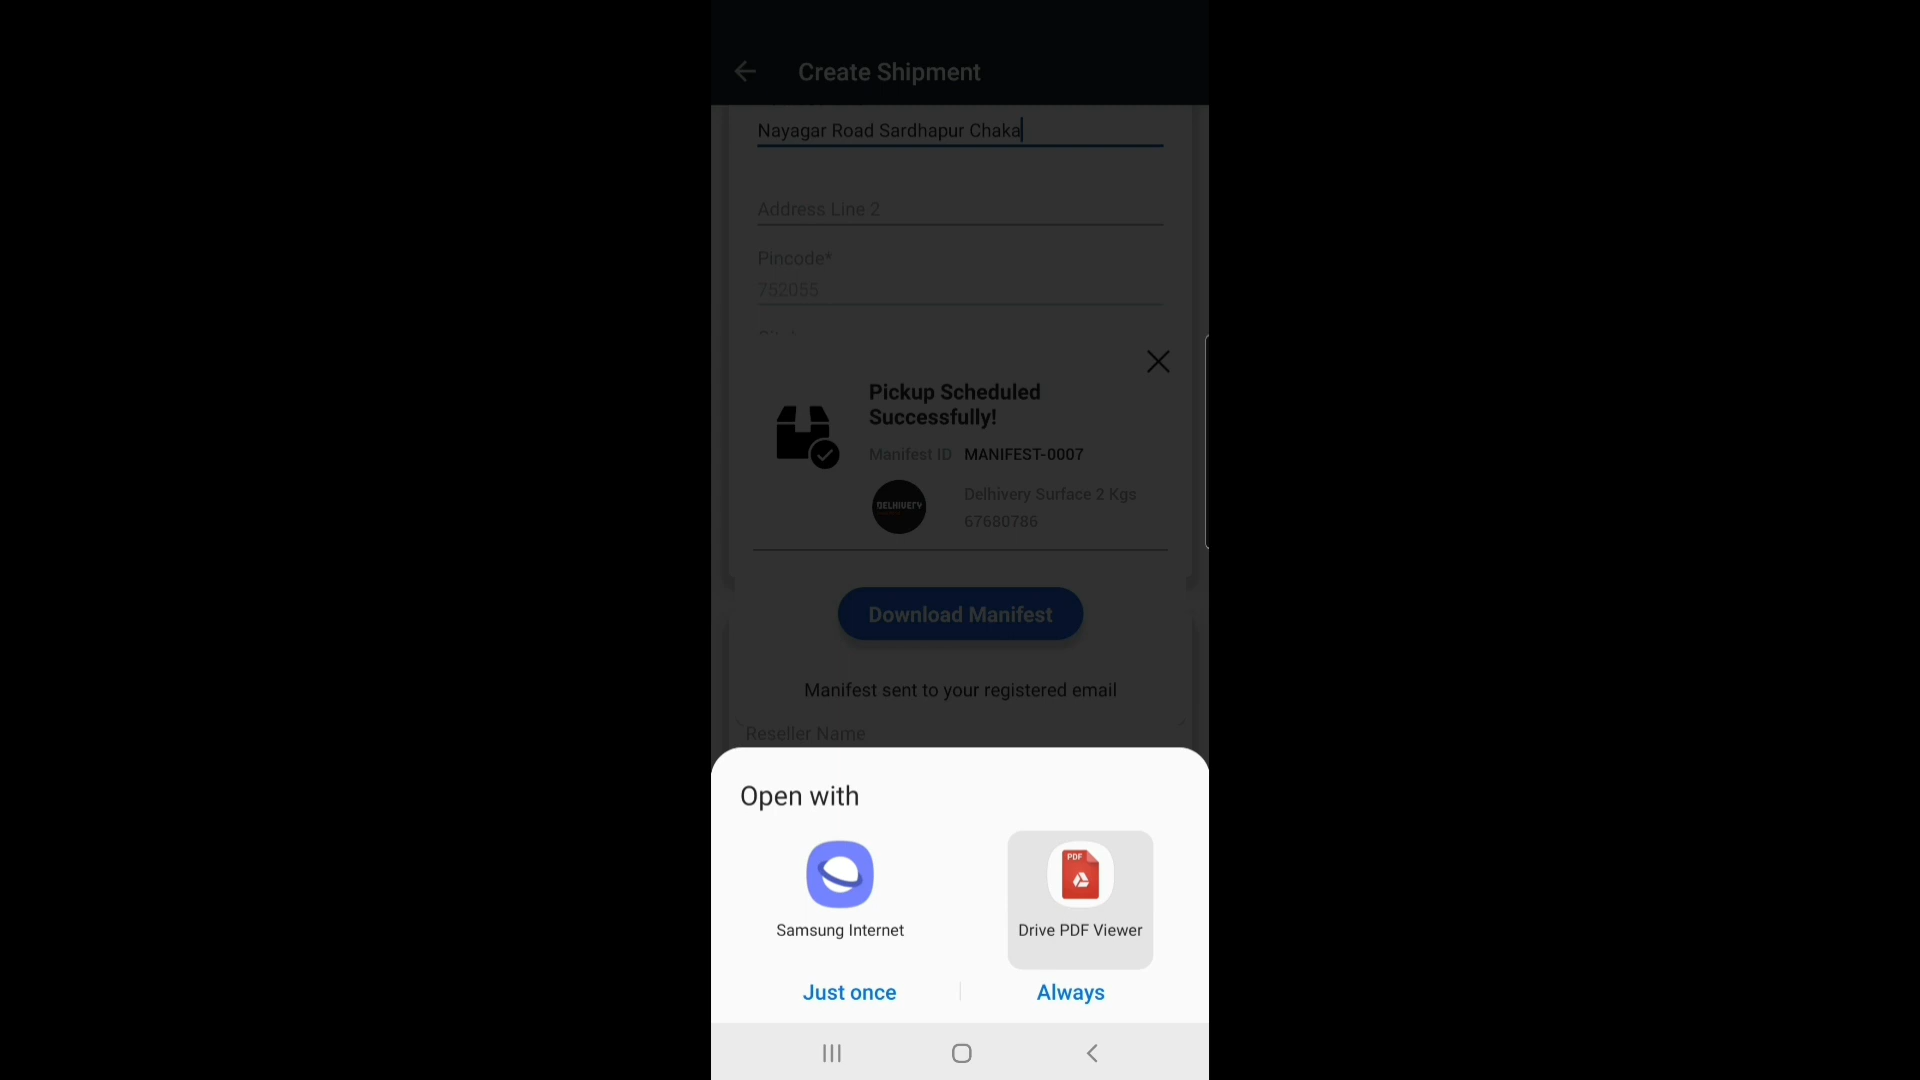 Create Shipment
Nayagar Road Sardhapur Chaka
Address Line 2
Pincode*
752055
Pickup Scheduled
Successfully!
Manifest ID MANIFEST-0007
DELHIVERY
Delhivery Surface 2 Kgs
67680786
Download Manifest
Manifest sent to your registered email
Reseller Name
Open with
PDF
Samsung Internet
Drive PDF Viewer
Just once
Always